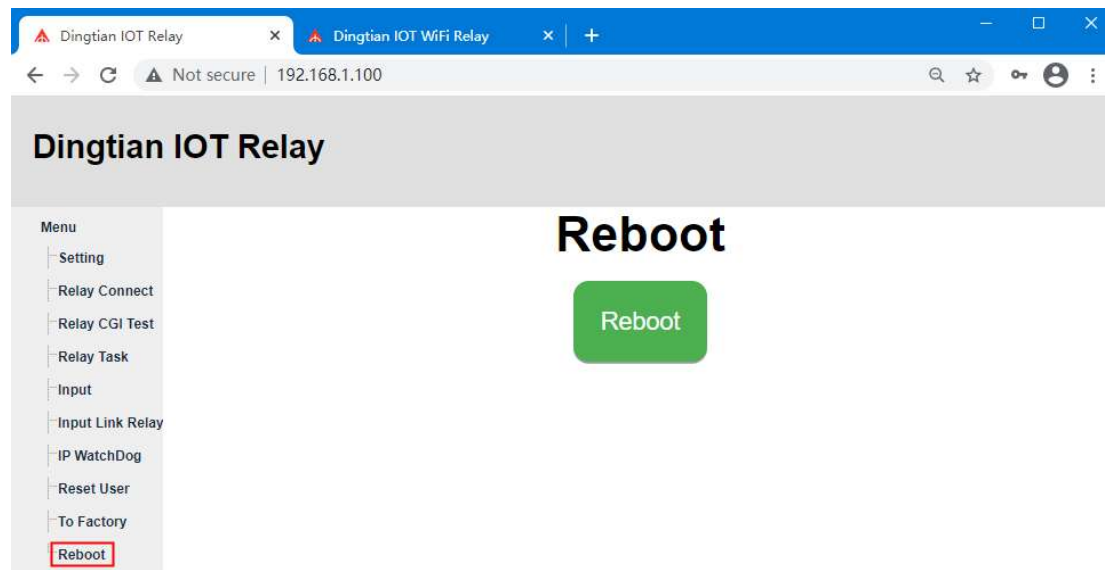 Dingtian IOT Relay
Dingtian IOT WiFi Relay
Not secure | 192.168.1.100
Dingtian IOT Relay
Menu
Setting
Relay Connect
Relay CGI Test
Relay Task
Input
Input Link Relay
IP WatchDog
Reset User
To Factory
Reboot
Reboot
Reboot